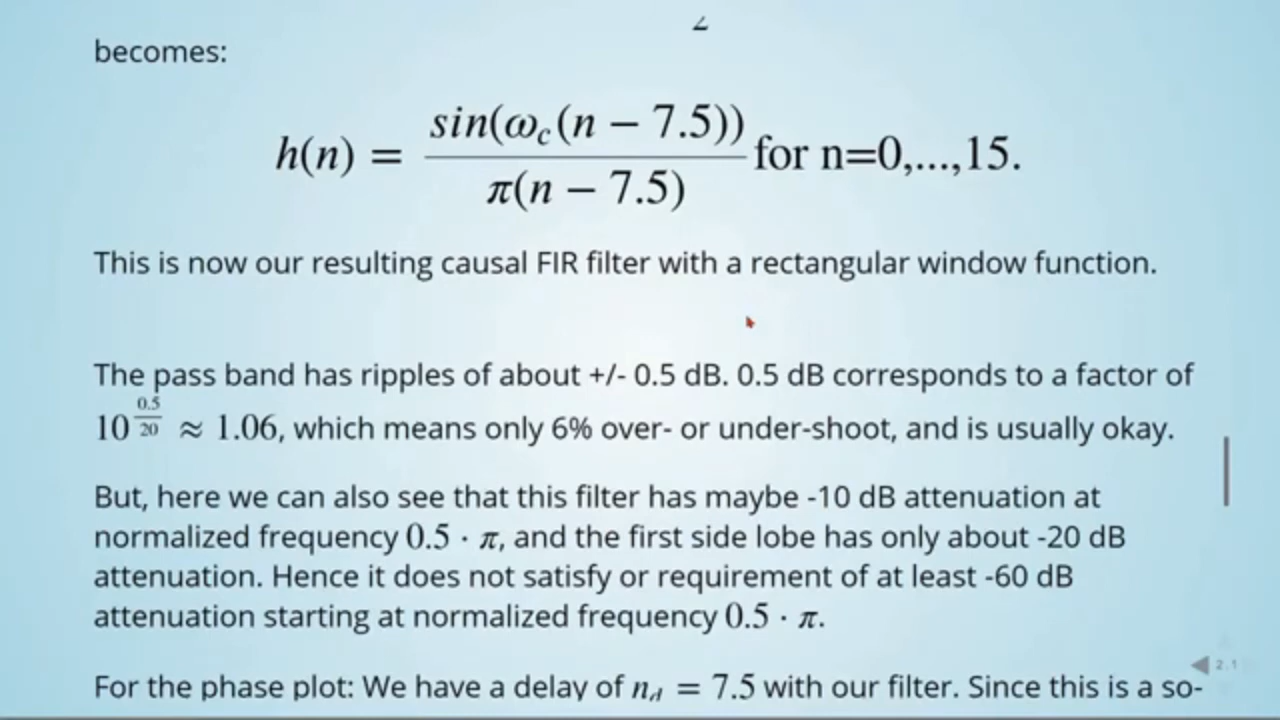 2
becomes:
h(n) = sin(ω_c(n − 7.5)) / π(n − 7.5) for n=0,...,15.
This is now our resulting causal FIR filter with a rectangular window function.
The pass band has ripples of about +/- 0.5 dB. 0.5 dB corresponds to a factor of
10^(0.5/20) ≈ 1.06, which means only 6% over- or under-shoot, and is usually okay.
But, here we can also see that this filter has maybe -10 dB attenuation at
normalized frequency 0.5 · π, and the first side lobe has only about -20 dB
attenuation. Hence it does not satisfy or requirement of at least -60 dB
attenuation starting at normalized frequency 0.5 · π.
2.1
For the phase plot: We have a delay of n_d = 7.5 with our filter. Since this is a so-